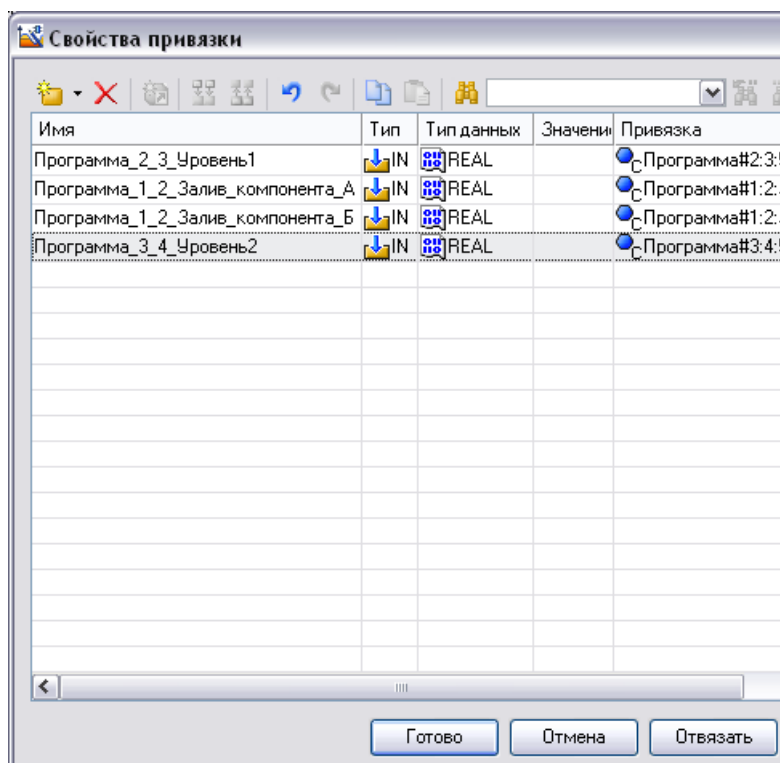 Свойства привязки
Имя Тип Тип данных Значени Привязка
Программа_2_3_Уровень1 IN REAL Программа#2:3:
Программа_1_2_Залив_компонента_А IN REAL Программа#1:2:
Программа_1_2_Залив_компонента_Б IN REAL Программа#1:2:
Программа_3_4_Уровень2 IN REAL Программа#3:4:
Готово Отмена Отвязать